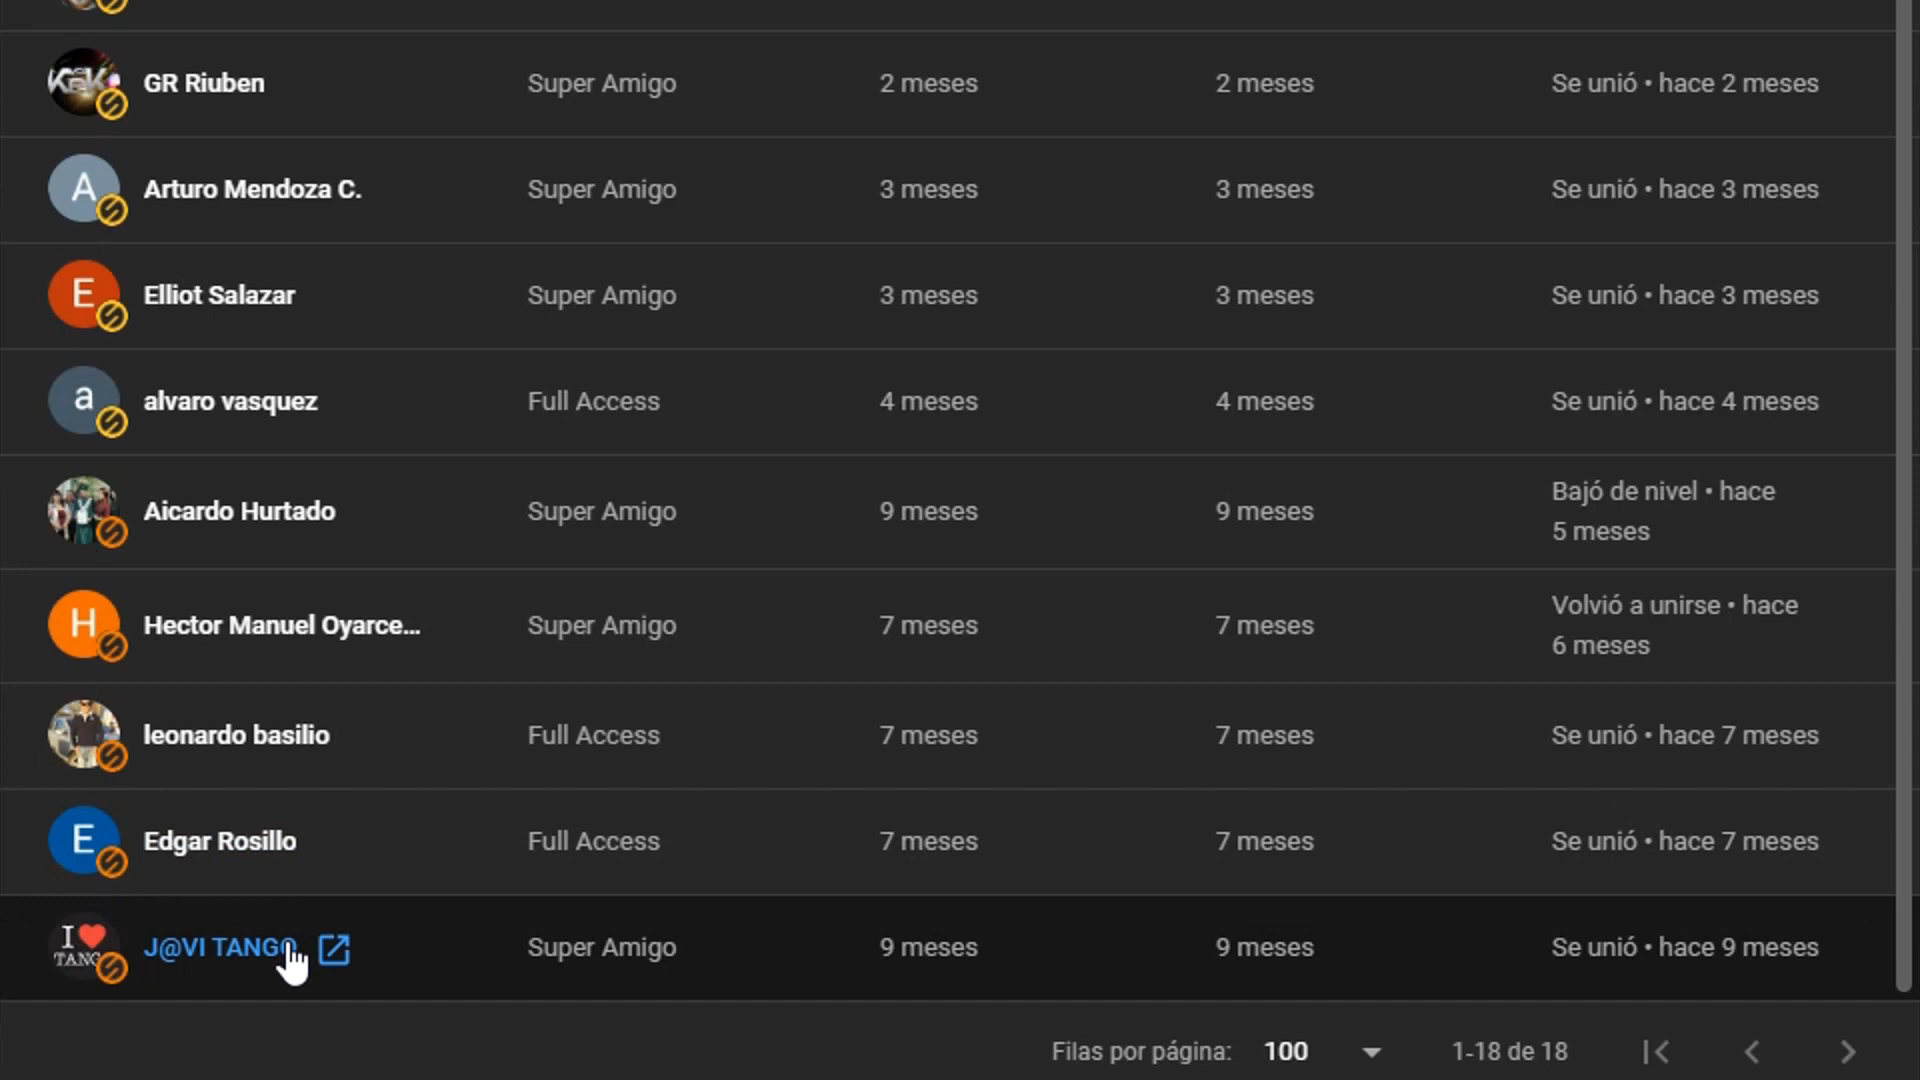 GR Riuben Super Amigo 2 meses 2 meses Se unió • hace 2 meses
A Arturo Mendoza C. Super Amigo 3 meses 3 meses Se unió • hace 3 meses
E Elliot Salazar Super Amigo 3 meses 3 meses Se unió • hace 3 meses
a alvaro vasquez Full Access 4 meses 4 meses Se unió • hace 4 meses
Aicardo Hurtado Super Amigo 9 meses 9 meses Bajó de nivel • hace
5 meses
H Hector Manuel Oyarce... Super Amigo 7 meses 7 meses Volvió a unirse • hace
6 meses
leonardo basilio Full Access 7 meses 7 meses Se unió • hace 7 meses
E Edgar Rosillo Full Access 7 meses 7 meses Se unió • hace 7 meses
I ❤ TANGO J@VI TANGO Super Amigo 9 meses 9 meses Se unió • hace 9 meses
Filas por página: 100 1-18 de 18